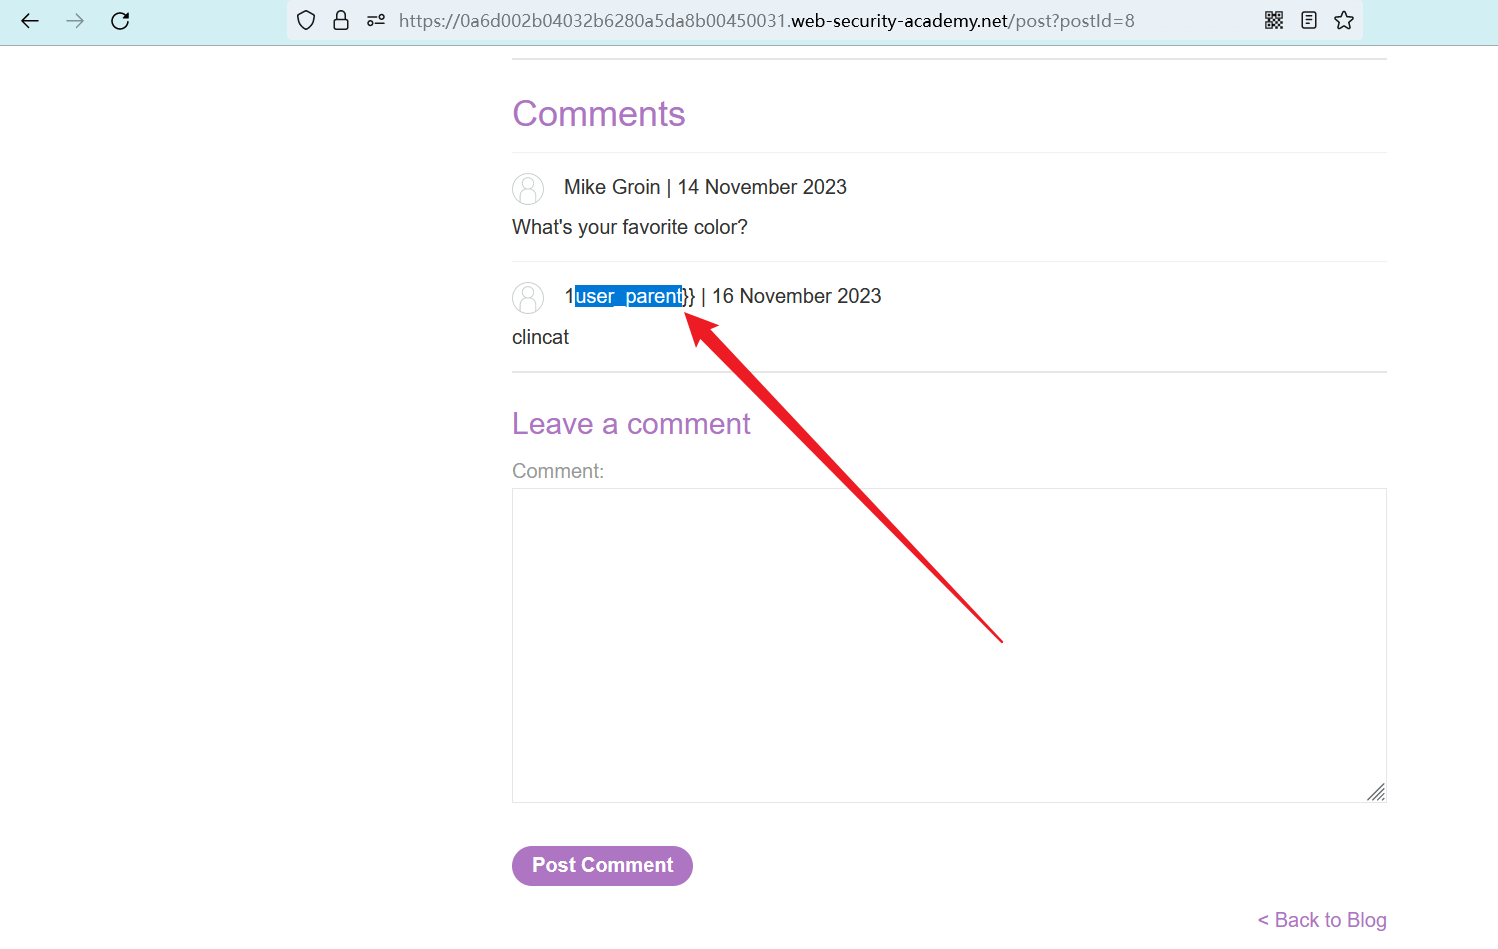 https://0a6d002b04032b6280a5da8b00450031.web-security-academy.net/post?postId=8
Comments
Mike Groin | 14 November 2023
What's your favorite color?
1user_parent}} | 16 November 2023
clincat
Leave a comment
Comment:
Post Comment
< Back to Blog